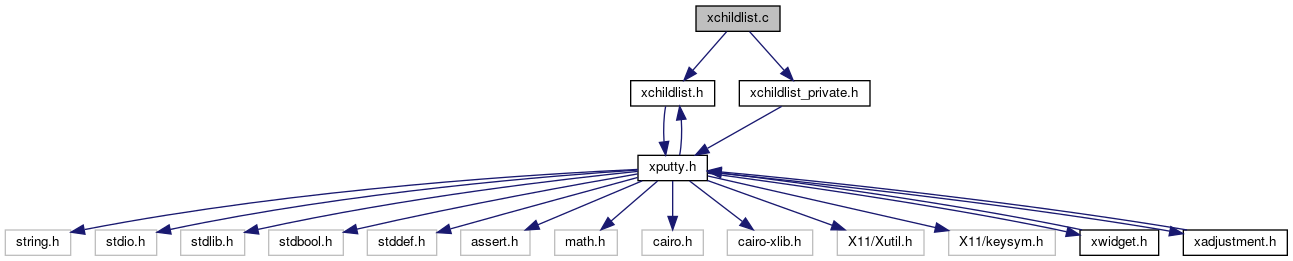 xchildlist.c
xchildlist.h
xchildlist_private.h
xputty.h
string.h
stdio.h
stdlib.h
stdbool.h
stddef.h
assert.h
math.h
cairo.h
cairo-xlib.h
X11/Xutil.h
X11/keysym.h
xwidget.h
xadjustment.h